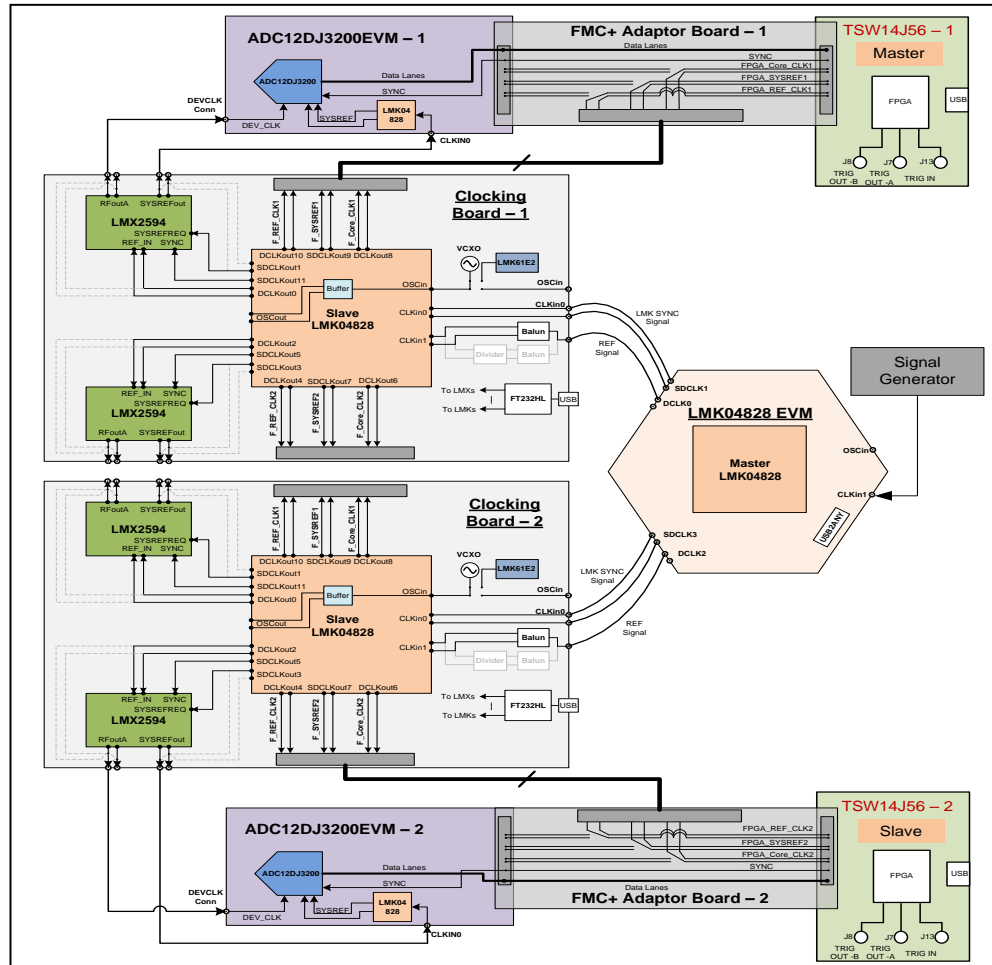 ADC12DJ3200EVM – 1
FMC+ Adaptor Board - 1
TSW14J56 – 1
Master
Data Lanes
SYNC
FPGA_Core_CLK1
FPGA_SYSREF1
FPGA_REF_CLK1
ADC12DJ3200
Data Lanes
SYNC
SYSREF
LMK04
828
DEVCLK
Conn
DEV_CLK
CLKIN0
FPGA
USB
J8
J7
J13
TRIG
OUT -B
TRIG
OUT -A
TRIG IN
Clocking
Board – 1
RFoutA
SYSREFout
LMX2594
SYSREFREQ
REF_IN
SYNC
F_REF_CLK1
F_SYSREF1
F_Core_CLK1
DCLKout10
SDCLKout9
DCLKout8
SDCLKout1
SDCLKout11
DCLKout0
Buffer
OSCin
Slave
LMK04828
CLKin0
CLKin1
OSCout
DCLKout2
SDCLKout5
SDCLKout3
DCLKout4
SDCLKout7
DCLKout6
F_REF_CLK2
F_SYSREF2
F_Core_CLK2
VCXO
LMK61E2
OSCin
CLKin0
CLKin1
Balun
Divider
Balun
To LMXs
To LMKs
FT232HL
USB
REF_IN
SYNC
SYSREFREQ
LMX2594
RFoutA
SYSREFout
LMK SYNC
Signal
REF
Signal
SDCLK1
DCLK0
LMK04828 EVM
Master
LMK04828
OSCin
CLKin1
USB2ANY
SDCLK3
DCLK2
Signal
Generator
LMK SYNC
Signal
REF
Signal
Clocking
Board – 2
RFoutA
SYSREFout
LMX2594
SYSREFREQ
REF_IN
SYNC
F_REF_CLK1
F_SYSREF1
F_Core_CLK1
DCLKout10
SDCLKout9
DCLKout8
SDCLKout1
SDCLKout11
DCLKout0
Buffer
OSCin
Slave
LMK04828
CLKin0
CLKin1
OSCout
DCLKout2
SDCLKout5
SDCLKout3
DCLKout4
SDCLKout7
DCLKout6
F_REF_CLK2
F_SYSREF2
F_Core_CLK2
VCXO
LMK61E2
OSCin
CLKin0
CLKin1
Balun
Divider
Balun
To LMXs
To LMKs
FT232HL
USB
REF_IN
SYNC
SYSREFREQ
LMX2594
RFoutA
SYSREFout
ADC12DJ3200EVM – 2
FPGA_REF_CLK2
FPGA_SYSREF2
FPGA_Core_CLK2
SYNC
Data Lanes
FMC+ Adaptor Board - 2
ADC12DJ3200
Data Lanes
SYNC
SYSREF
LMK04
828
DEVCLK
Conn
DEV_CLK
CLKIN0
TSW14J56 – 2
Slave
FPGA
USB
J8
J7
J13
TRIG
OUT -B
TRIG
OUT -A
TRIG IN